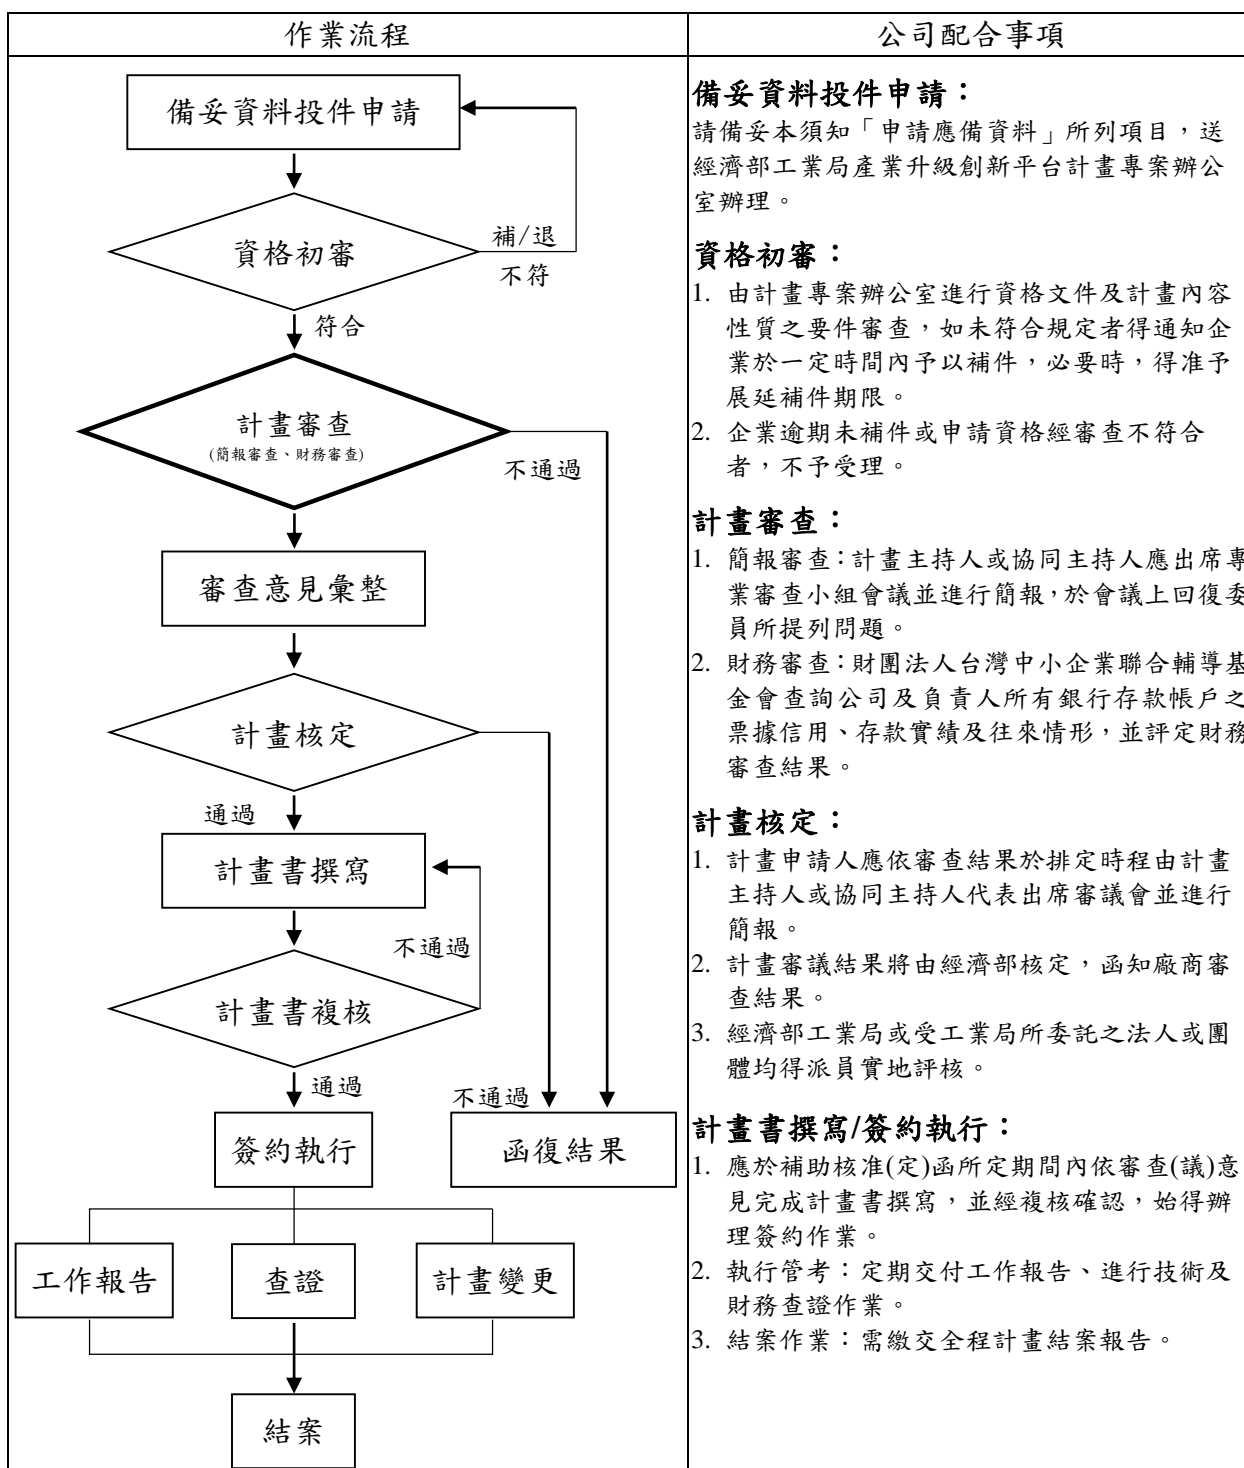 作業流程
公司配合事項
備妥資料投件申請
資格初審
補/退
不符
符合
計畫審查
(簡報審查、財務審查)
不通過
審查意見彙整
計畫核定
通過
計畫書撰寫
不通過
計畫書複核
通過
不通過
簽約執行
函復結果
工作報告
查證
計畫變更
結案
備妥資料投件申請：
請備妥本須知「申請應備資料」所列項目，送
經濟部工業局產業升級創新平台計畫專案辦公
室辦理。
資格初審：
1. 由計畫專案辦公室進行資格文件及計畫內容
性質之要件審查，如未符合規定者得通知企
業於一定時間內予以補件，必要時，得准予
展延補件期限。
2. 企業逾期未補件或申請資格經審查不符合
者，不予受理。
計畫審查：
1. 簡報審查：計畫主持人或協同主持人應出席專
業審查小組會議並進行簡報，於會議上回復委
員所提列問題。
2. 財務審查：財團法人台灣中小企業聯合輔導基
金會查詢公司及負責人所有銀行存款帳戶之
票據信用、存款實績及往來情形，並評定財務
審查結果。
計畫核定：
1. 計畫申請人應依審查結果於排定時程由計畫
主持人或協同主持人代表出席審議會並進行
簡報。
2. 計畫審議結果將由經濟部核定，函知廠商審
查結果。
3. 經濟部工業局或受工業局所委託之法人或團
體均得派員實地評核。
計畫書撰寫/簽約執行：
1. 應於補助核准(定)函所定期間內依審查(議)意
見完成計畫書撰寫，並經複核確認，始得辦
理簽約作業。
2. 執行管考：定期交付工作報告、進行技術及
財務查證作業。
3. 結案作業：需繳交全程計畫結案報告。